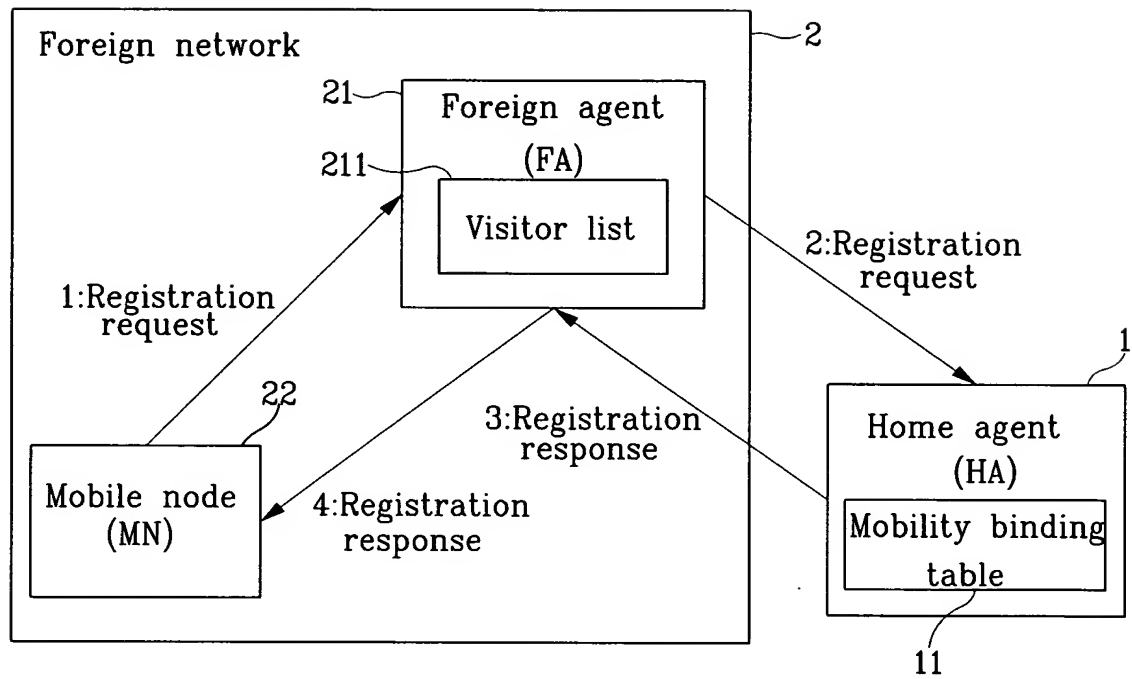 Foreign network
2
21
Foreign agent
(FA)
211
Visitor list
1:Registration
request
2:Registration
request
1
22
3:Registration
response
Home agent
(HA)
Mobile node
(MN)
4:Registration
response
Mobility binding
table
11